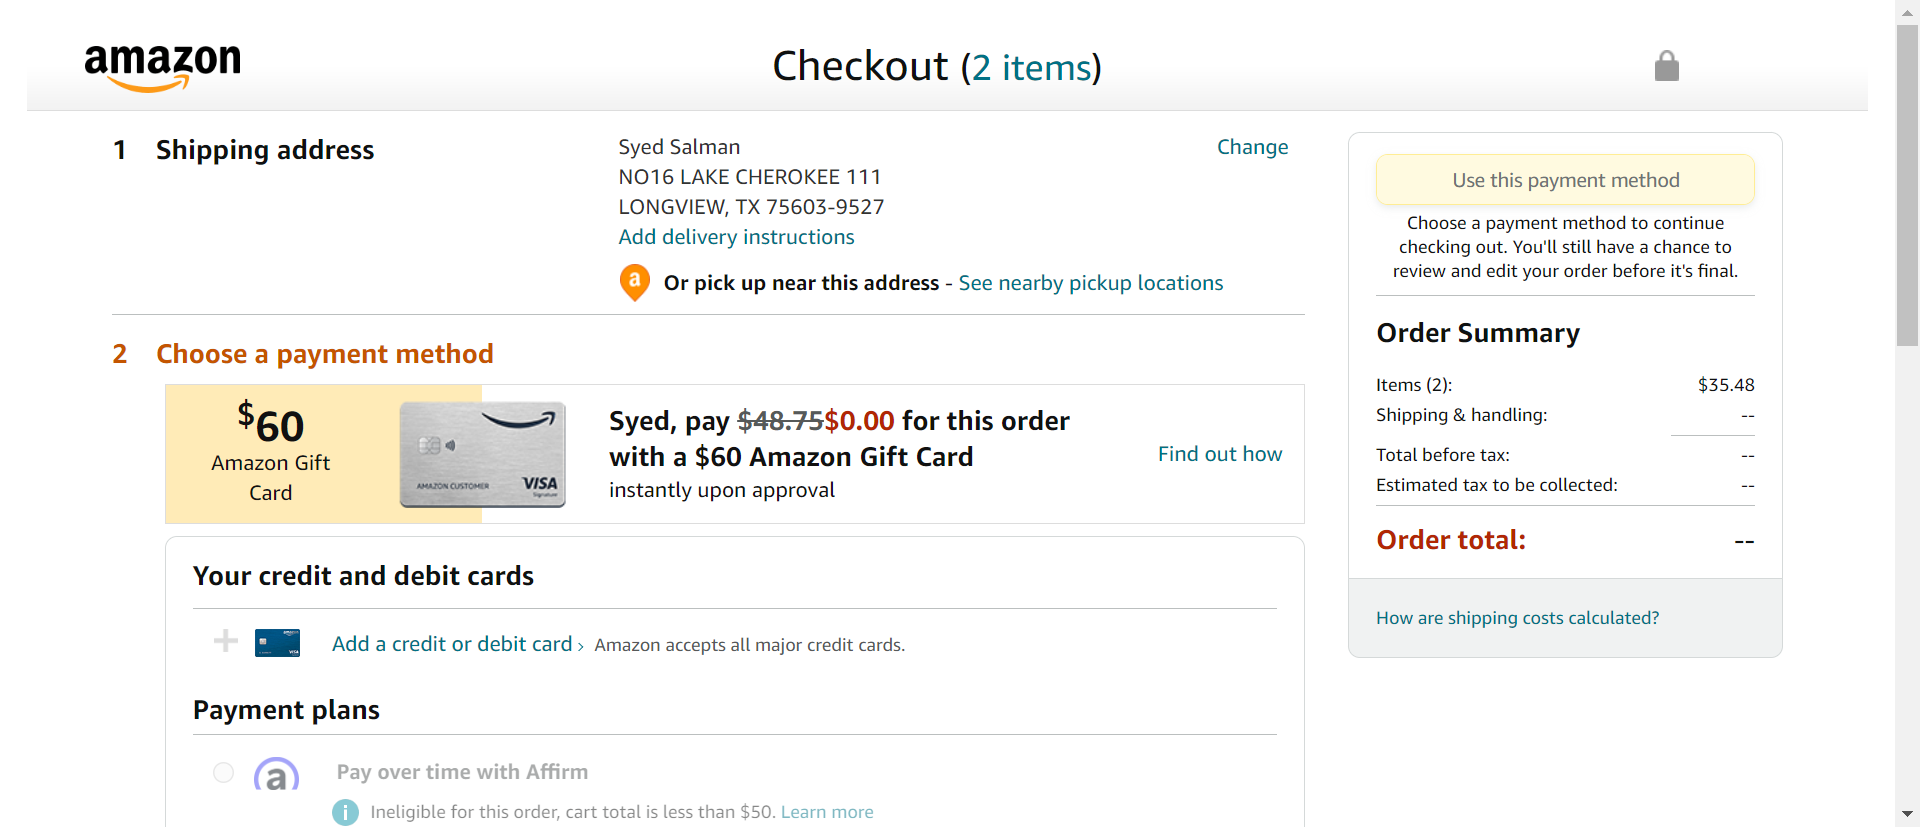 amazon
Checkout (2 items)
1 Shipping address
Syed Salman
Change
NO16 LAKE CHEROKEE 111
LONGVIEW, TX 75603-9527
Add delivery instructions
a Or pick up near this address - See nearby pickup locations
2 Choose a payment method
$60
Amazon Gift
Card
AMAZON CUSTOMER
VISA
Signature
Syed, pay $48.75$0.00 for this order
with a $60 Amazon Gift Card
instantly upon approval
Find out how
Your credit and debit cards
Add a credit or debit card › Amazon accepts all major credit cards.
Payment plans
a Pay over time with Affirm
i Ineligible for this order, cart total is less than $50. Learn more
Use this payment method
Choose a payment method to continue
checking out. You'll still have a chance to
review and edit your order before it's final.
Order Summary
Items (2): $35.48
Shipping & handling: --
Total before tax: --
Estimated tax to be collected: --
Order total: --
How are shipping costs calculated?